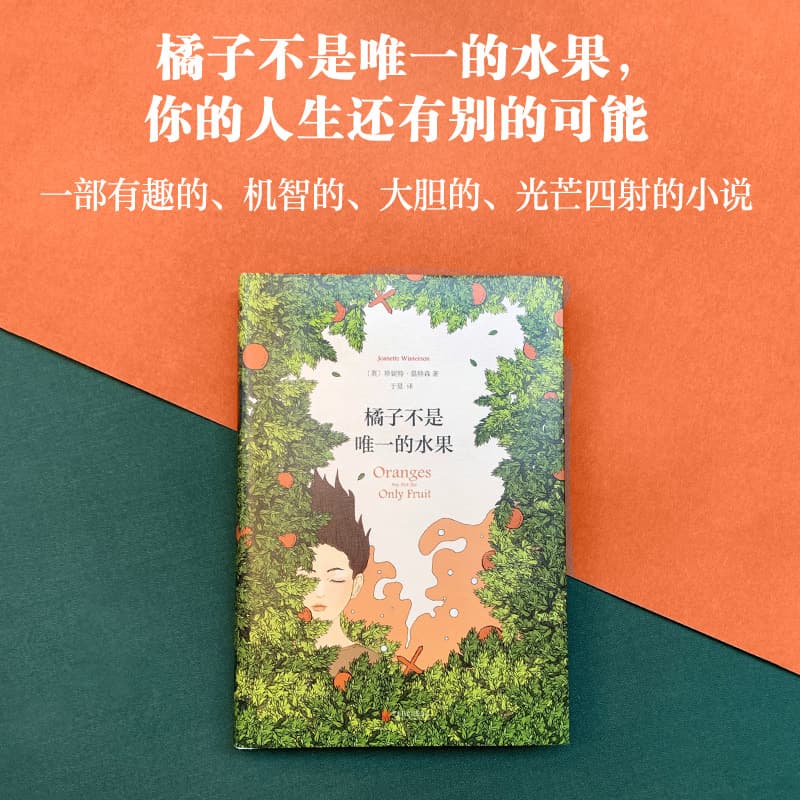 橘子不是唯一的水果，
你的人生还有别的可能
一部有趣的、机智的、大胆的、光芒四射的小说
Jeanette Winterson
〔英〕珍妮特·温特森 著
于是 译
橘子不是
唯一的水果
Oranges
Are Not the
Only Fruit